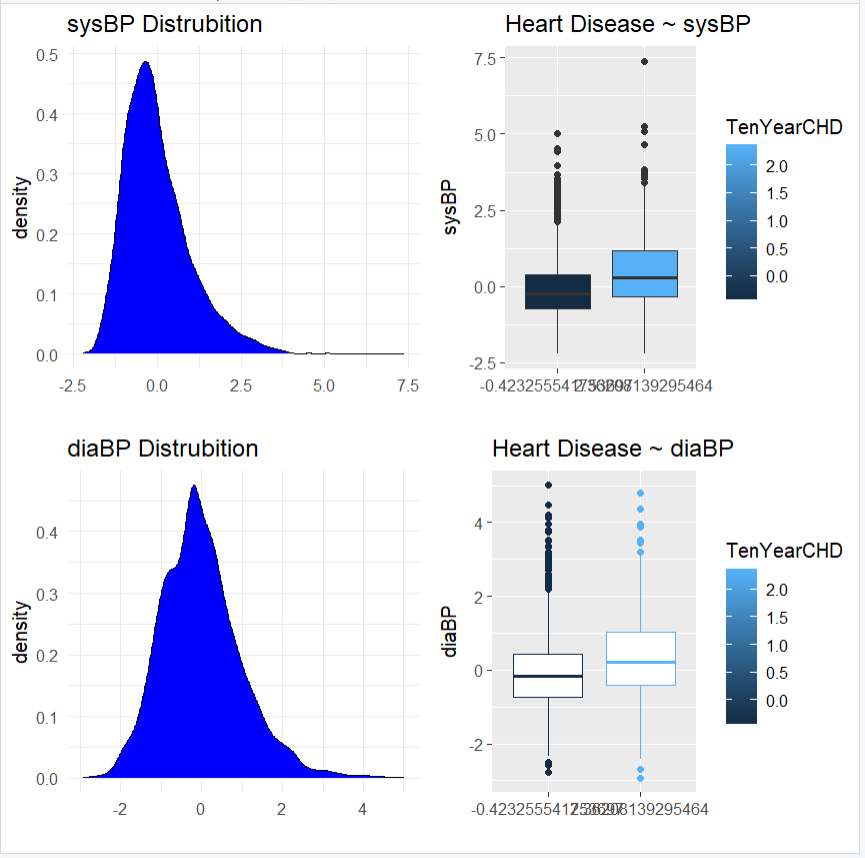 sysBP Distrubition
density
0.5
0.4
0.3
0.2
0.1
0.0
-2.5 0.0 2.5 5.0 7.5
Heart Disease ~ sysBP
sysBP
7.5
5.0
2.5
0.0
-2.5
TenYearCHD
2.0
1.5
1.0
0.5
0.0
diaBP Distrubition
density
0.4
0.3
0.2
0.1
0.0
-2 0 2 4
Heart Disease ~ diaBP
diaBP
4
2
0
-2
TenYearCHD
2.0
1.5
1.0
0.5
0.0